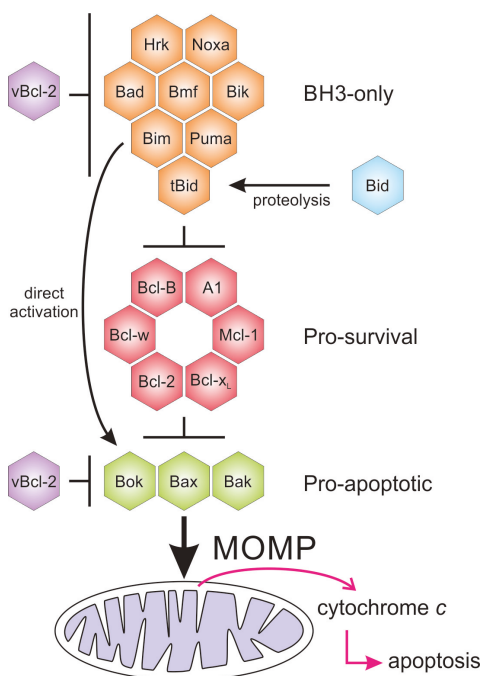 Hrk Noxa
vBcl-2 Bad Bmf Bik BH3-only
Bim Puma
tBid Bid
proteolysis
direct
activation
Bcl-B A1
Bcl-w Mcl-1 Pro-survival
Bcl-2 Bcl-xL
vBcl-2 Bok Bax Bak Pro-apoptotic
MOMP
cytochrome c
apoptosis